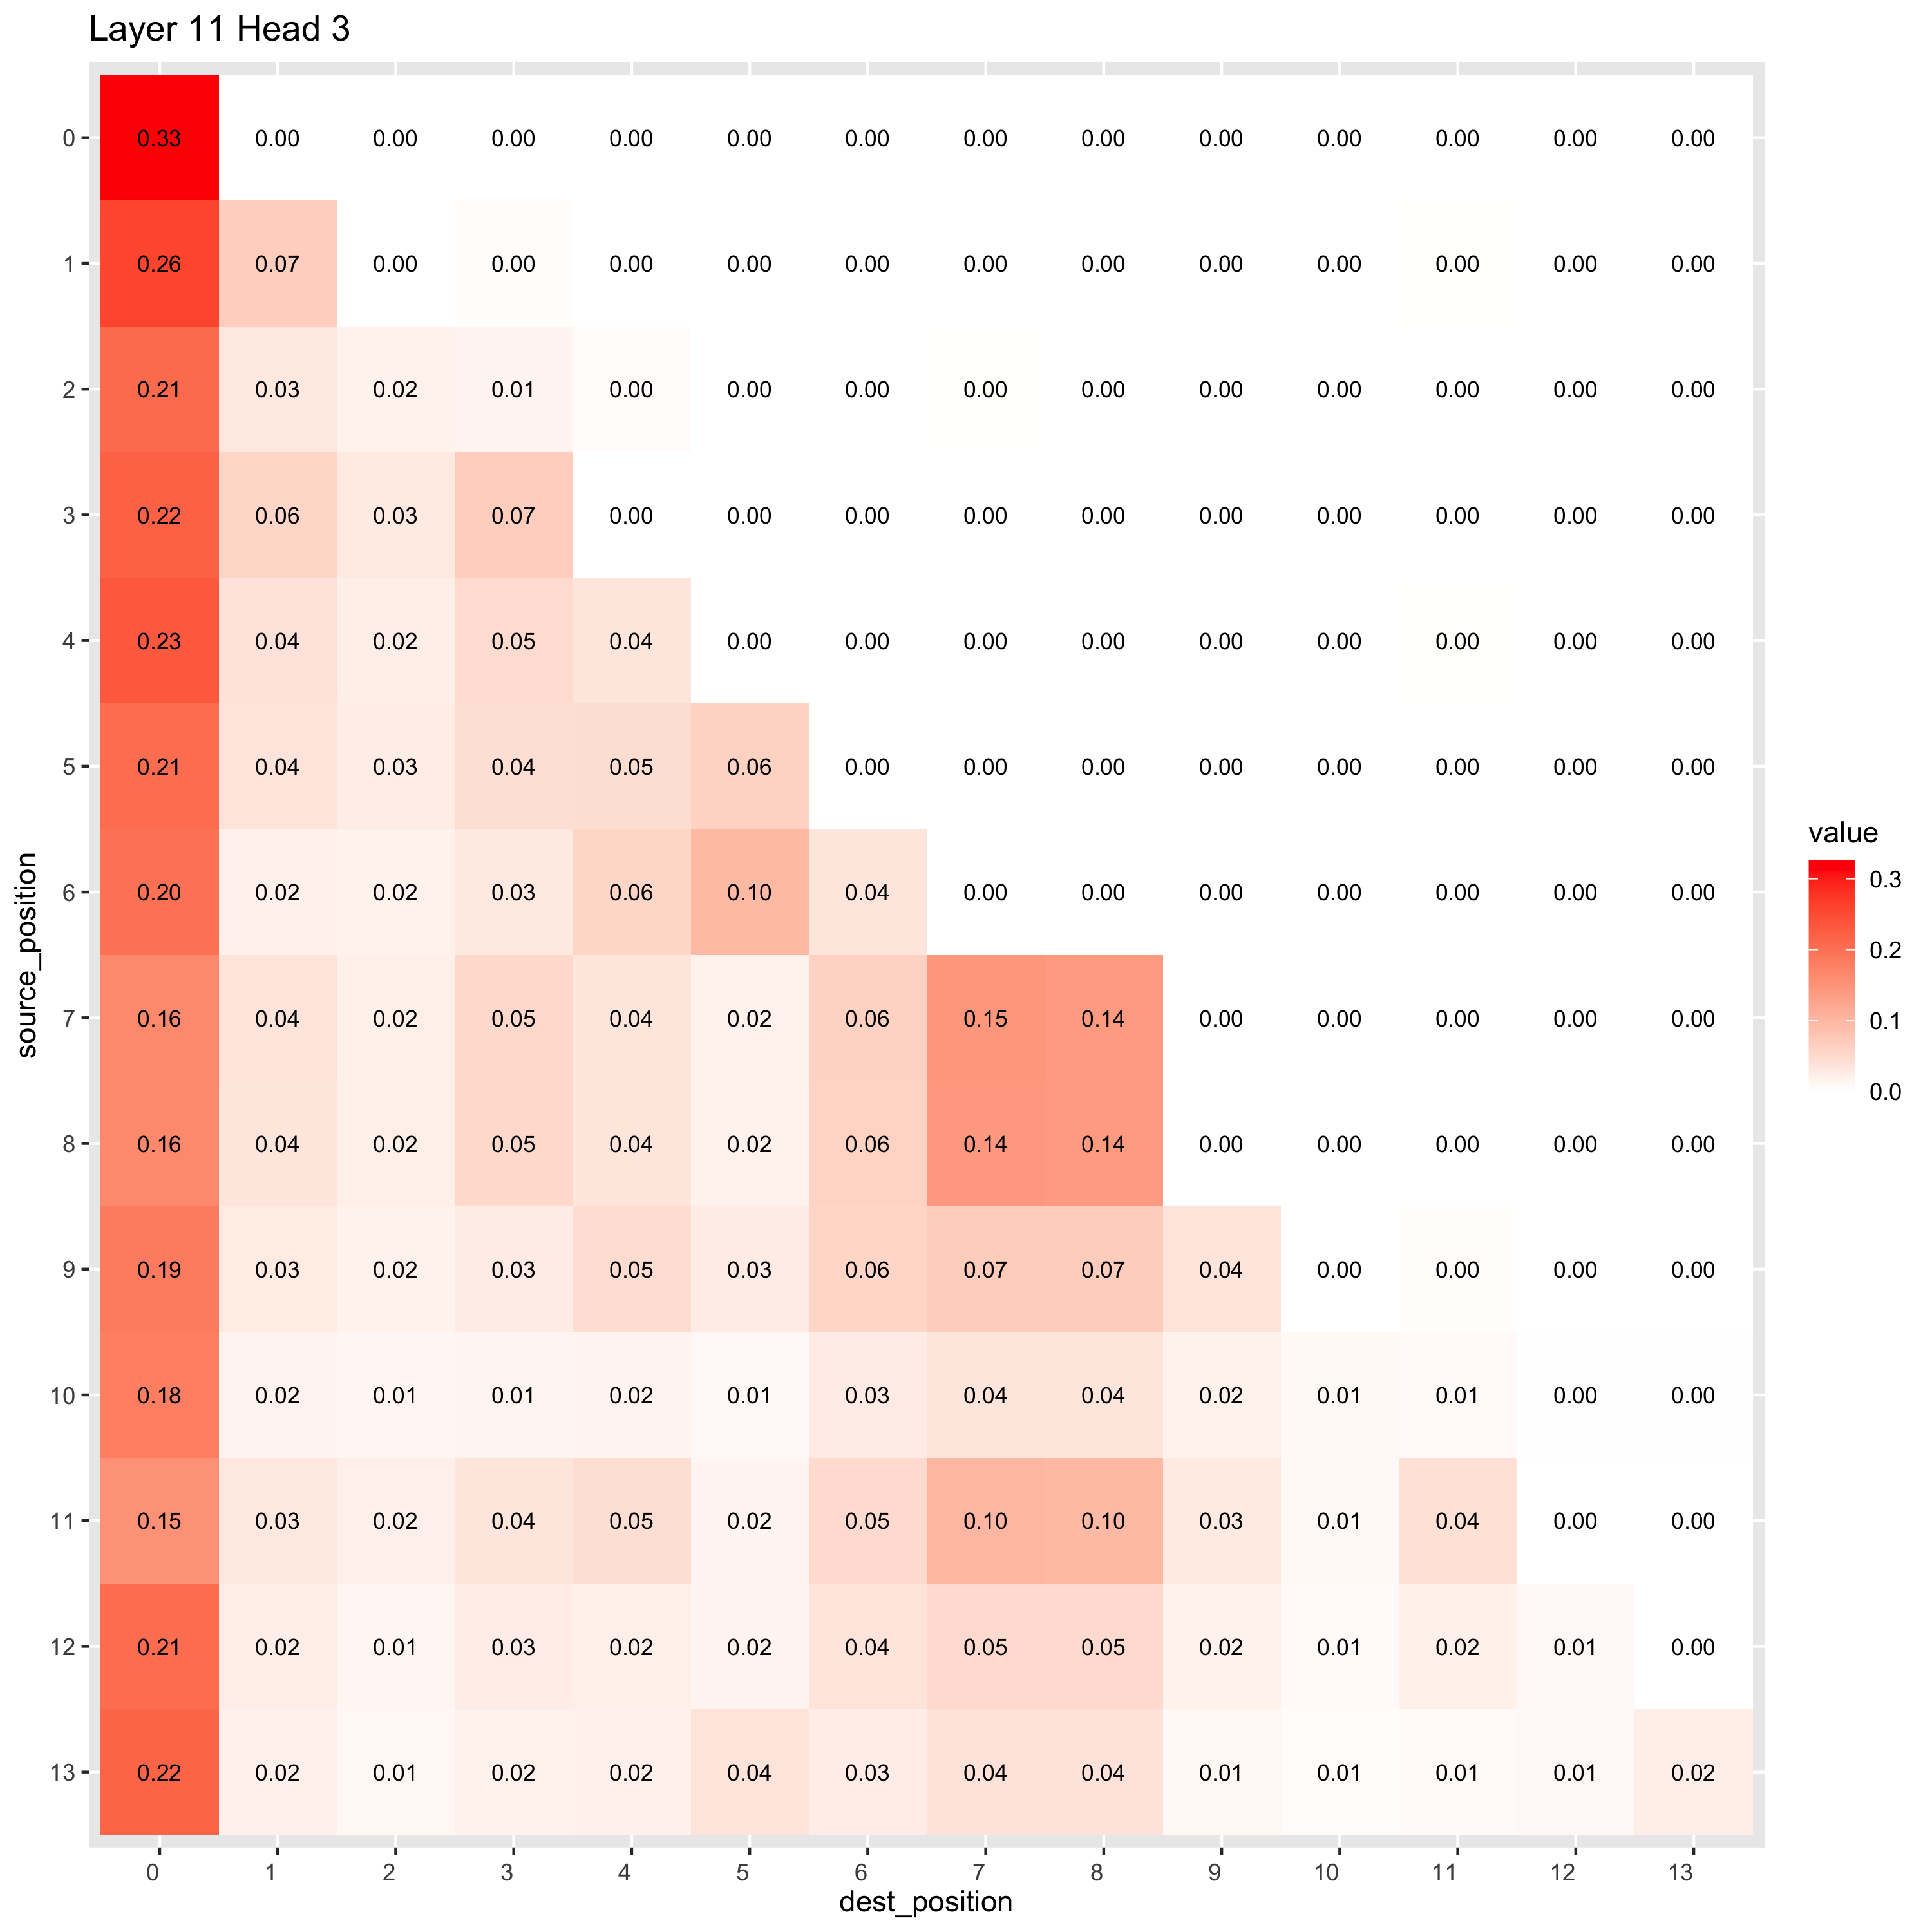 Layer 11 Head 3
0 0.33 0.00 0.00 0.00 0.00 0.00 0.00 0.00 0.00 0.00 0.00 0.00 0.00 0.00
1 0.26 0.07 0.00 0.00 0.00 0.00 0.00 0.00 0.00 0.00 0.00 0.00 0.00 0.00
2 0.21 0.03 0.02 0.01 0.00 0.00 0.00 0.00 0.00 0.00 0.00 0.00 0.00 0.00
3 0.22 0.06 0.03 0.07 0.00 0.00 0.00 0.00 0.00 0.00 0.00 0.00 0.00 0.00
4 0.23 0.04 0.02 0.05 0.04 0.00 0.00 0.00 0.00 0.00 0.00 0.00 0.00 0.00
5 0.21 0.04 0.03 0.04 0.05 0.06 0.00 0.00 0.00 0.00 0.00 0.00 0.00 0.00
6 0.20 0.02 0.02 0.03 0.06 0.10 0.04 0.00 0.00 0.00 0.00 0.00 0.00 0.00
7 0.16 0.04 0.02 0.05 0.04 0.02 0.06 0.15 0.14 0.00 0.00 0.00 0.00 0.00
8 0.16 0.04 0.02 0.05 0.04 0.02 0.06 0.14 0.14 0.00 0.00 0.00 0.00 0.00
9 0.19 0.03 0.02 0.03 0.05 0.03 0.06 0.07 0.07 0.04 0.00 0.00 0.00 0.00
10 0.18 0.02 0.01 0.01 0.02 0.01 0.03 0.04 0.04 0.02 0.01 0.01 0.00 0.00
11 0.15 0.03 0.02 0.04 0.05 0.02 0.05 0.10 0.10 0.03 0.01 0.04 0.00 0.00
12 0.21 0.02 0.01 0.03 0.02 0.02 0.04 0.05 0.05 0.02 0.01 0.02 0.01 0.00
13 0.22 0.02 0.01 0.02 0.02 0.04 0.03 0.04 0.04 0.01 0.01 0.01 0.01 0.02
0 1 2 3 4 5 6 7 8 9 10 11 12 13
dest_position
source_position
value
0.3
0.2
0.1
0.0